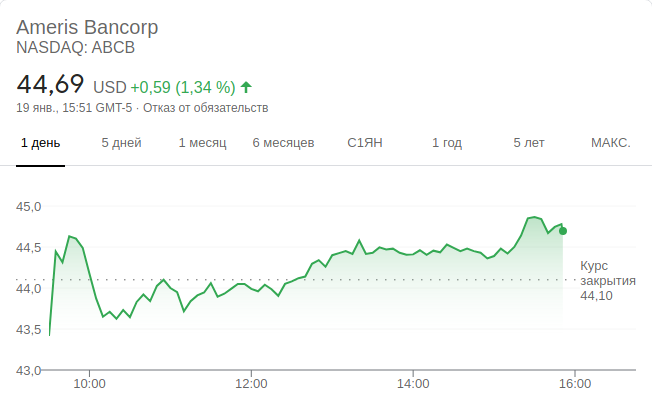 Ameris Bancorp
NASDAQ: ABCB
44,69 USD +0,59 (1,34 %)
19 янв., 15:51 GMT-5 · Отказ от обязательств
1 день 5 дней 1 месяц 6 месяцев С1ЯН 1 год 5 лет МАКС.
45,0
44,5
44,0
43,5
43,0
Курс
закрытия
44,10
10:00 12:00 14:00 16:00